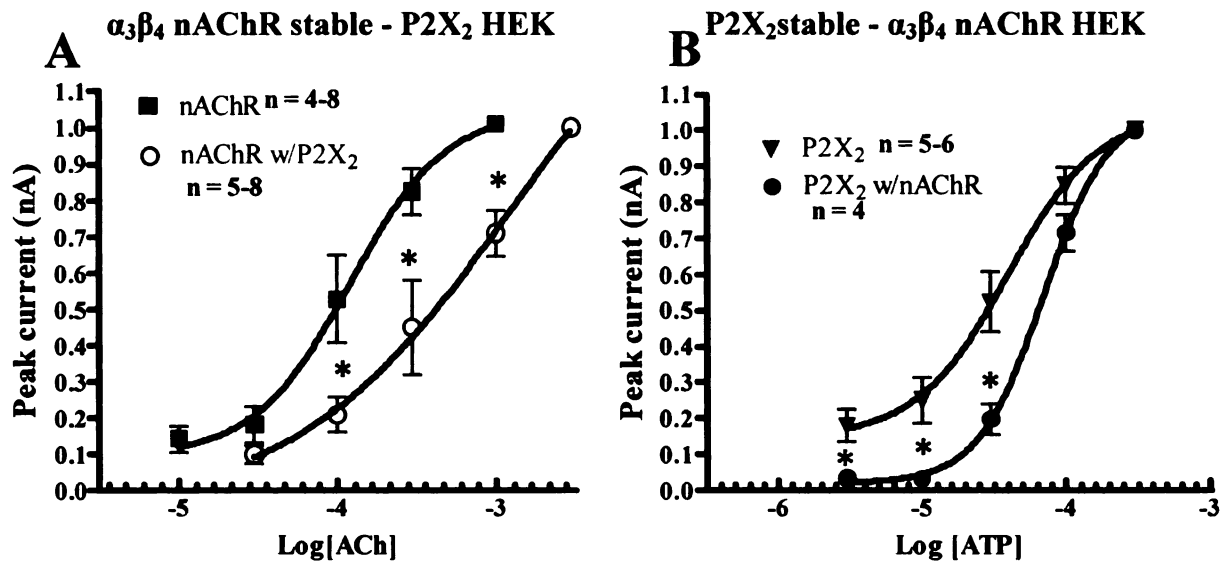 α₃β₄ nAChR stable - P2X₂ HEK
A
nAChR n = 4-8
nAChR w/P2X₂
n = 5-8
Peak current (nA)
1.1
1.0
0.9
0.8
0.7
0.6
0.5
0.4
0.3
0.2
0.1
0.0
*
*
*
-5
-4
-3
Log[ACh]
P2X₂stable - α₃β₄ nAChR HEK
B
P2X₂ n = 5-6
P2X₂ w/nAChR
n = 4
Peak current (nA)
1.1
1.0
0.9
0.8
0.7
0.6
0.5
0.4
0.3
0.2
0.1
0.0
*
*
*
-6
-5
-4
-3
Log [ATP]